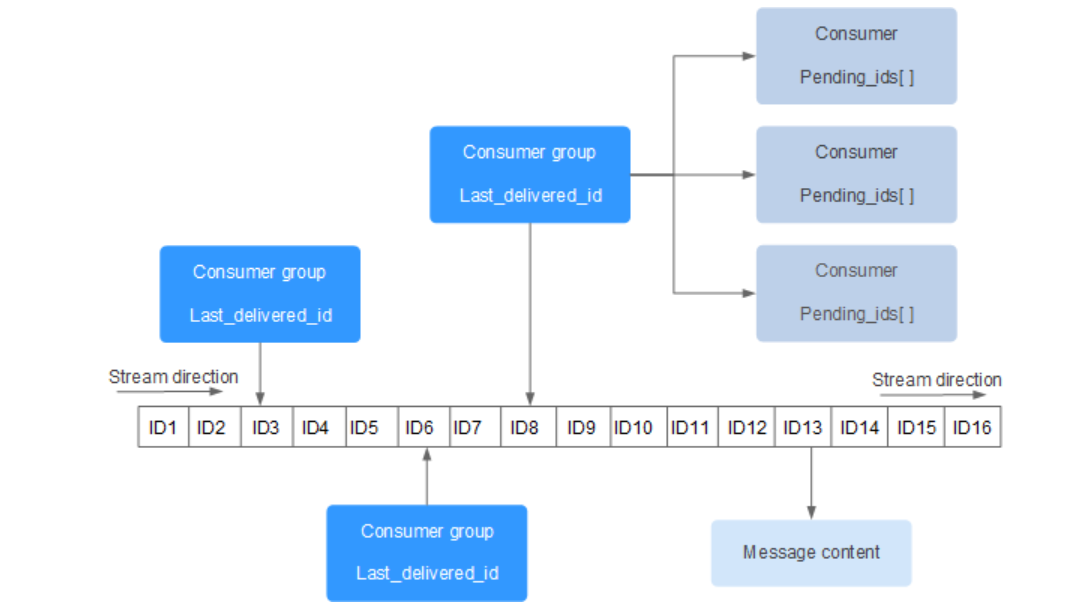 Consumer
Pending_ids[ ]
Consumer group
Last_delivered_id
Consumer
Pending_ids[ ]
Consumer group
Last_delivered_id
Consumer
Pending_ids[ ]
Stream direction
Stream direction
ID1 ID2 ID3 ID4 ID5 ID6 ID7 ID8 ID9 ID10 ID11 ID12 ID13 ID14 ID15 ID16
Consumer group
Last_delivered_id
Message content